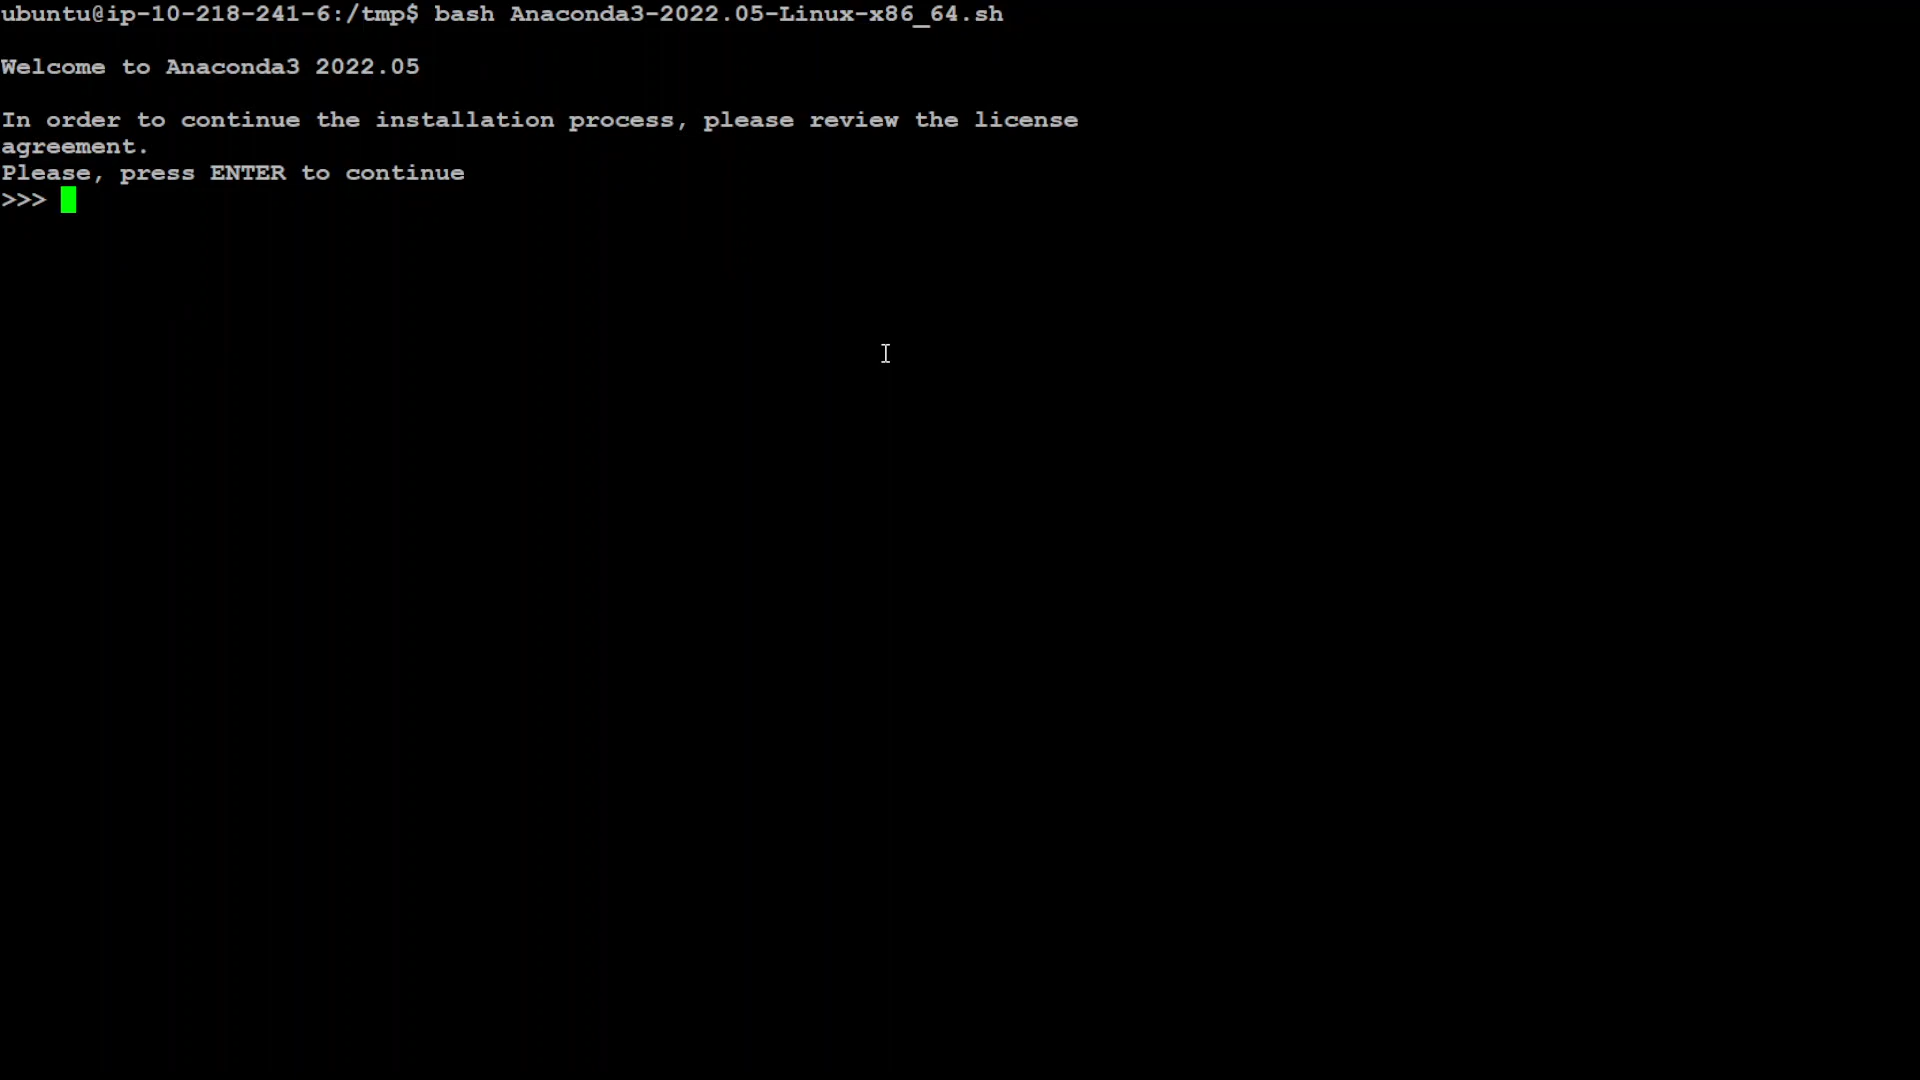 ubuntu@ip-10-218-241-6:/tmp$ bash Anaconda3-2022.05-Linux-x86_64.sh
Welcome to Anaconda3 2022.05
In order to continue the installation process, please review the license
agreement.
Please, press ENTER to continue
>>>